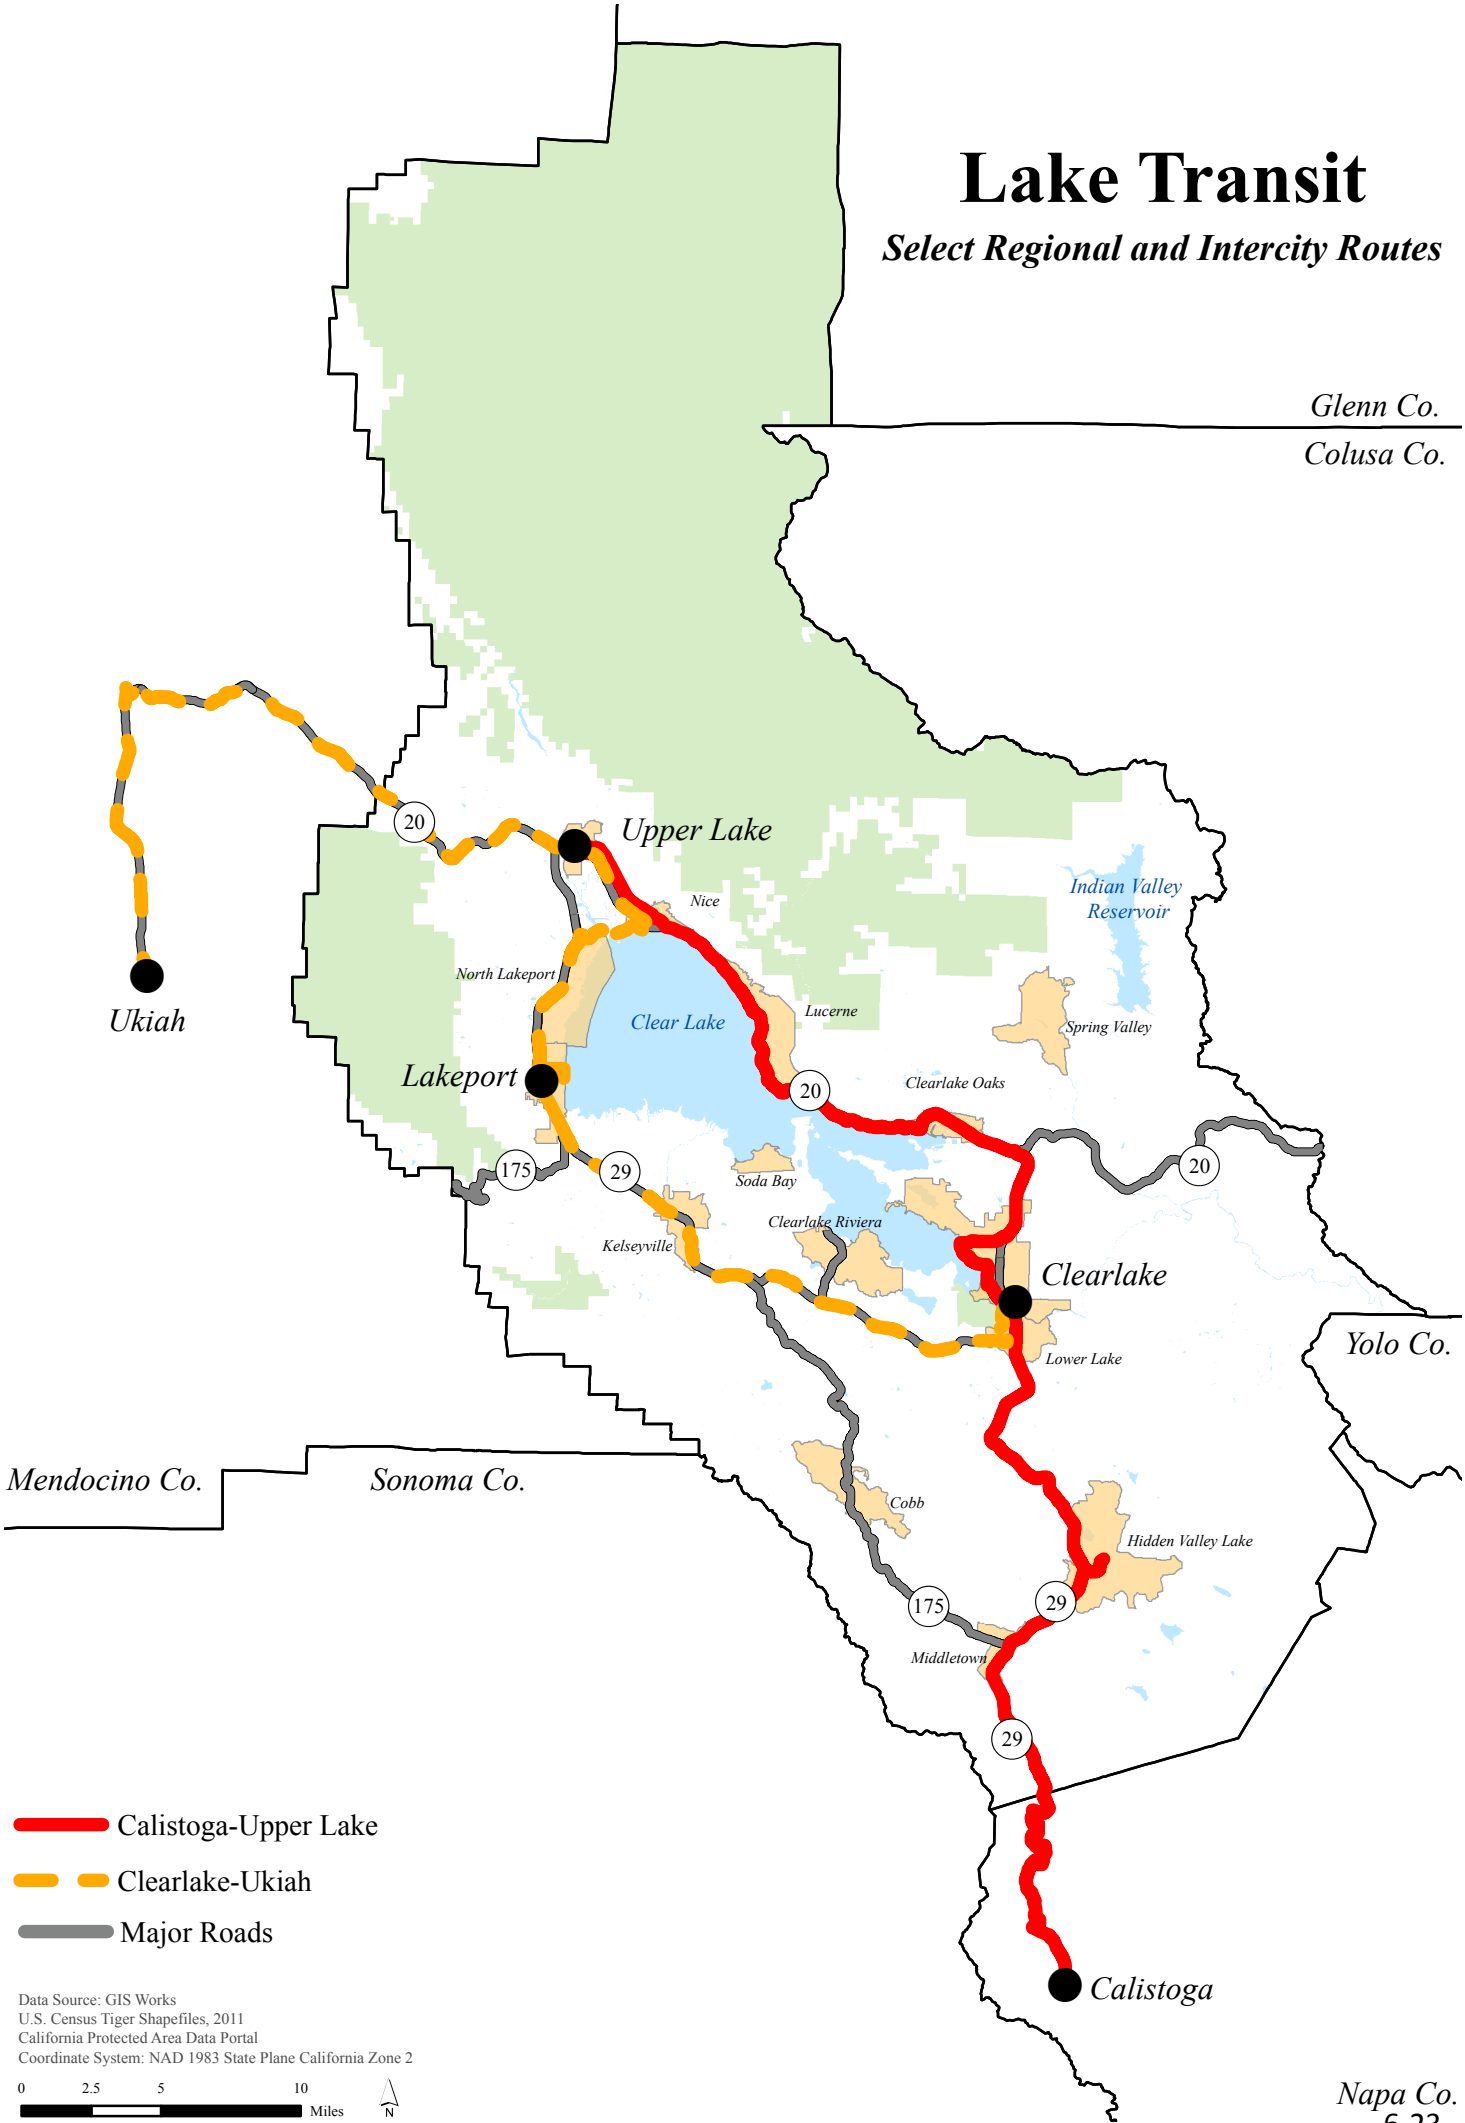 Lake Transit
Select Regional and Intercity Routes
Glenn Co.
Colusa Co.
20
Upper Lake
Indian Valley
Reservoir
Nice
North Lakeport
Ukiah
Clear Lake
Lucerne
Spring Valley
Lakeport
20
Clearlake Oaks
175
29
20
Soda Bay
Clearlake Riviera
Kelseyville
Clearlake
Yolo Co.
Lower Lake
Mendocino Co.
Sonoma Co.
Cobb
Hidden Valley Lake
175
29
Middletown
29
Calistoga-Upper Lake
Clearlake-Ukiah
Major Roads
Calistoga
Data Source: GIS Works
U.S. Census Tiger Shapefiles, 2011
California Protected Area Data Portal
Coordinate System: NAD 1983 State Plane California Zone 2
0 2.5 5 10
Miles
N
Napa Co.
6-23